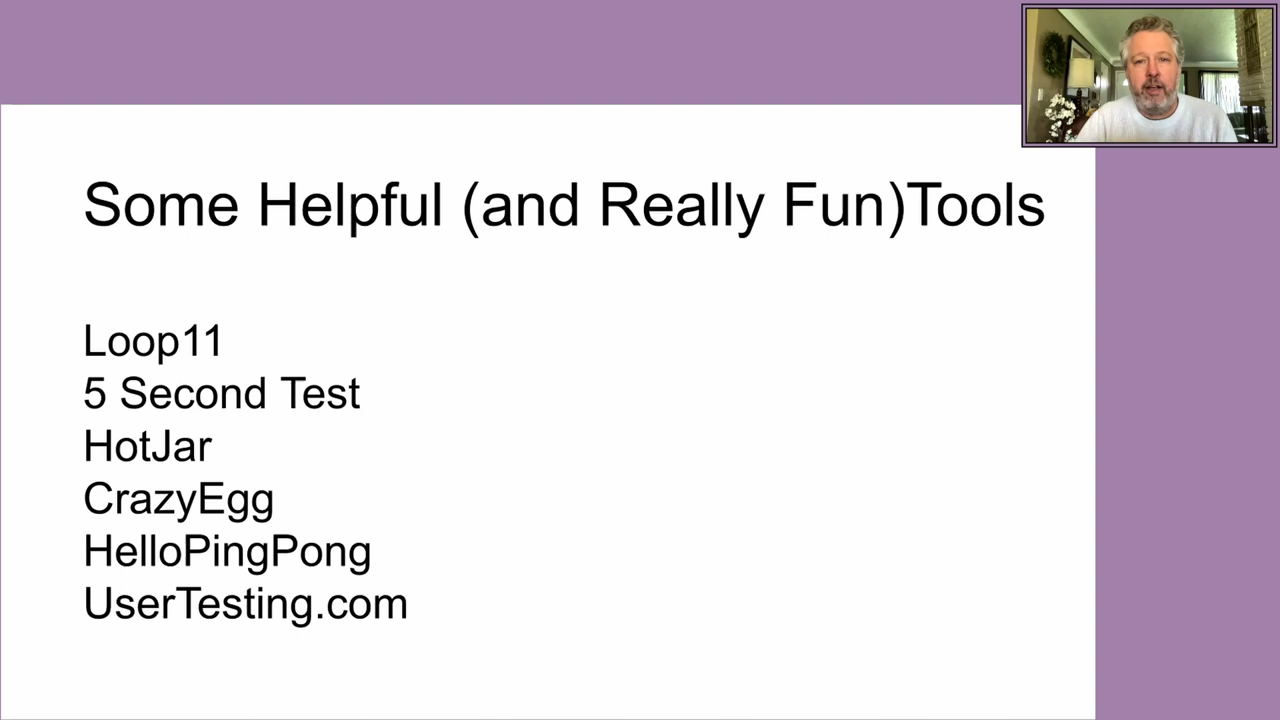 Some Helpful (and Really Fun)Tools
Loop11
5 Second Test
HotJar
CrazyEgg
HelloPingPong
UserTesting.com